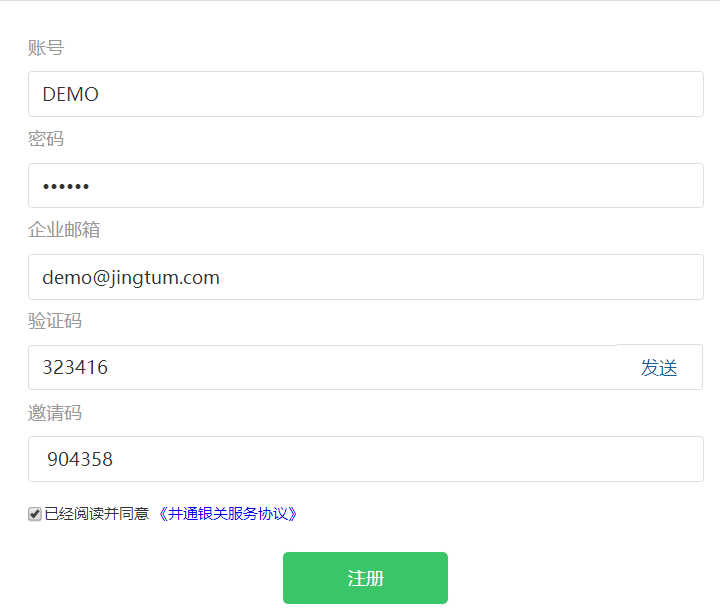 账号
DEMO
密码
••••••
企业邮箱
demo@jingtum.com
验证码
323416 发送
邀请码
904358
已经阅读并同意 《井通银关服务协议》
注册